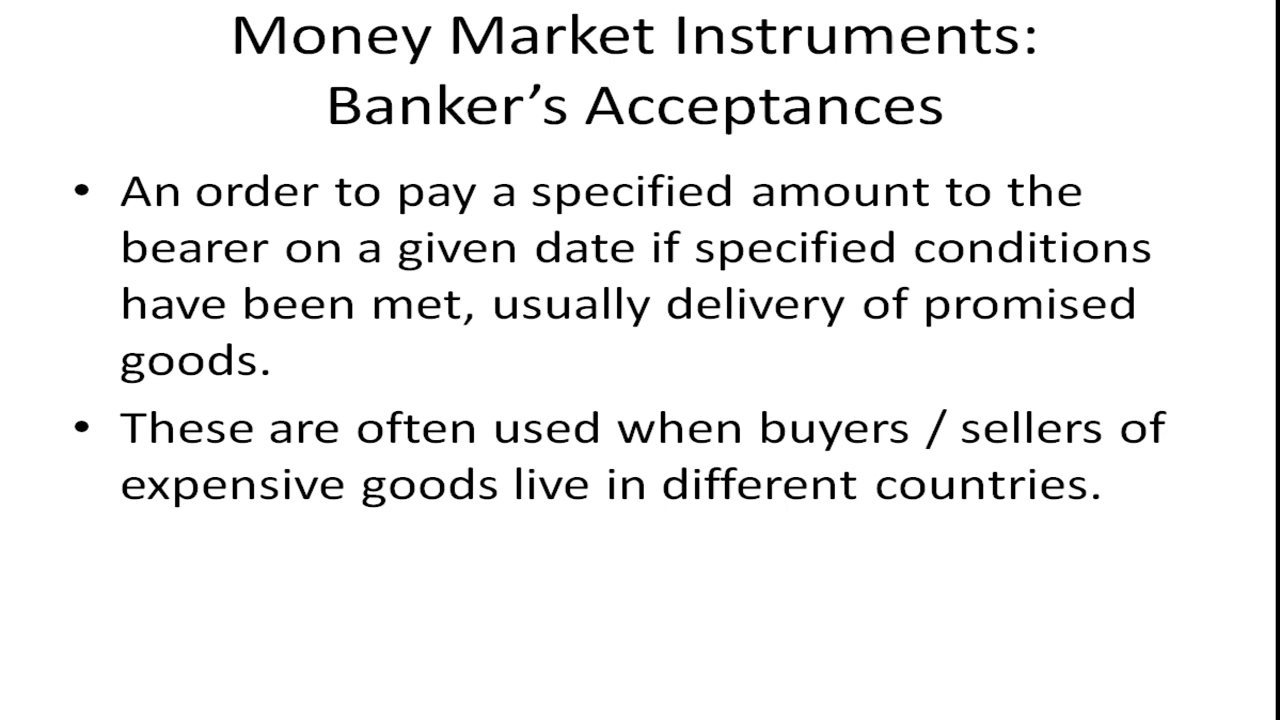 Money Market Instruments:
Banker’s Acceptances
• An order to pay a specified amount to the
bearer on a given date if specified conditions
have been met, usually delivery of promised
goods.
• These are often used when buyers / sellers of
expensive goods live in different countries.